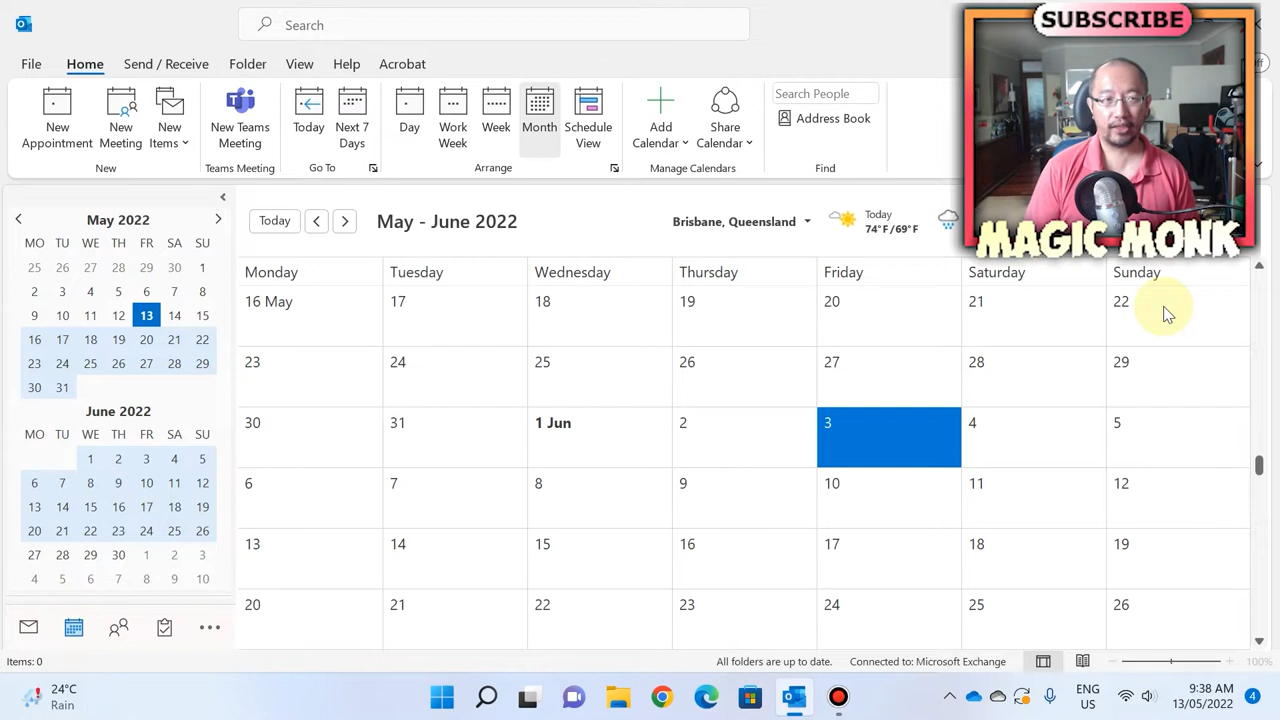 Search
SUBSCRIBE
File Home Send / Receive Folder View Help Acrobat
New Appointment New Meeting New Items New Teams Meeting Today Next 7 Days Day Work Week Week Month Schedule View Add Calendar Share Calendar Search People
Address Book
New Teams Meeting Go To Arrange Manage Calendars Find
MAGIC MONK
May 2022
MO TU WE TH FR SA SU
25 26 27 28 29 30 1
2 3 4 5 6 7 8
9 10 11 12 13 14 15
16 17 18 19 20 21 22
23 24 25 26 27 28 29
30 31
June 2022
MO TU WE TH FR SA SU
1 2 3 4 5
6 7 8 9 10 11 12
13 14 15 16 17 18 19
20 21 22 23 24 25 26
27 28 29 30 1 2 3
4 5 6 7 8 9 10
Today May - June 2022 Brisbane, Queensland Today
74°F/69°F
Monday Tuesday Wednesday Thursday Friday Saturday Sunday
16 May 17 18 19 20 21 22
23 24 25 26 27 28 29
30 31 1 Jun 2 3 4 5
6 7 8 9 10 11 12
13 14 15 16 17 18 19
20 21 22 23 24 25 26
Items: 0 All folders are up to date. Connected to: Microsoft Exchange 100%
24°C
Rain
ENG
US
9:38 AM
13/05/2022
4